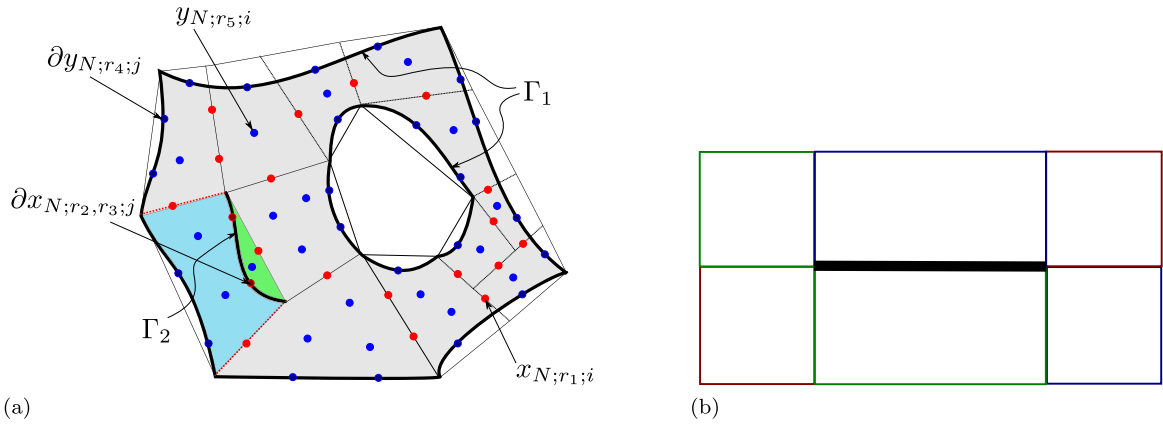 y_{N;r_5;i}
∂y_{N;r_4;j}
Γ_1
∂x_{N;r_2,r_3;j}
Γ_2
x_{N;r_1;i}
(a)
(b)